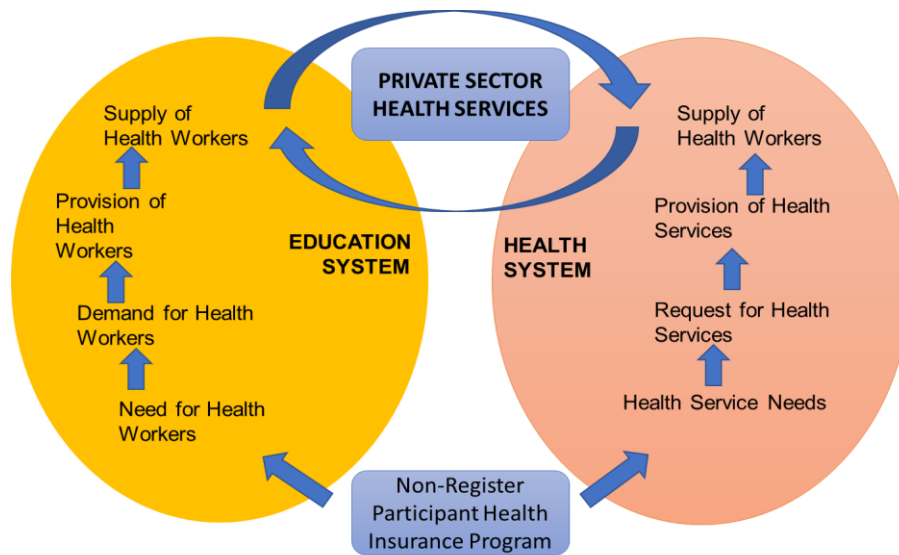 PRIVATE SECTOR
HEALTH SERVICES
Supply of
Health Workers
Provision of
Health
Workers
Demand for Health
Workers
Need for Health
Workers
EDUCATION
SYSTEM
Supply of
Health Workers
Provision of Health
Services
Request for Health
Services
Health Service Needs
HEALTH
SYSTEM
Non-Register
Participant Health
Insurance Program